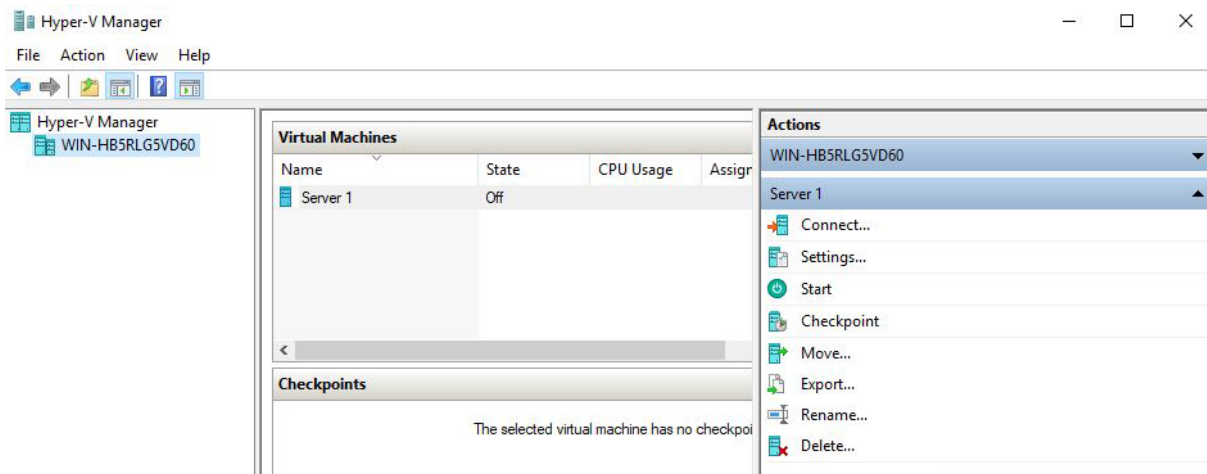 Hyper-V Manager
File Action View Help
Hyper-V Manager
WIN-HB5RLG5VD60
Virtual Machines
Name State CPU Usage Assigr
Server 1 Off
Checkpoints
The selected virtual machine has no checkpoi
Actions
WIN-HB5RLG5VD60
Server 1
Connect...
Settings...
Start
Checkpoint
Move...
Export...
Rename...
Delete...